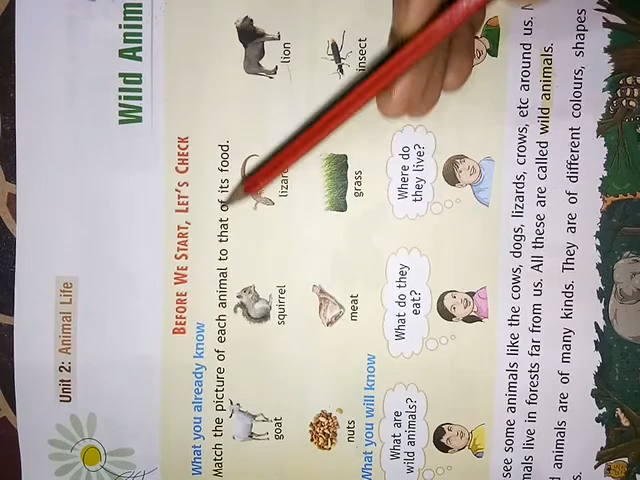 Unit 2: Animal Life
Wild Anim
BEFORE WE START, LET'S CHECK
What you already know
Match the picture of each animal to that of its food.
goat squirrel lizard lion
nuts meat grass insect
What you will know
What are
wild animals?
What do they
eat?
Where do
they live?
see some animals like the cows, dogs, lizards, crows, etc around us.
mals live in forests far from us. All these are called wild animals.
animals are of many kinds. They are of different colours, shapes